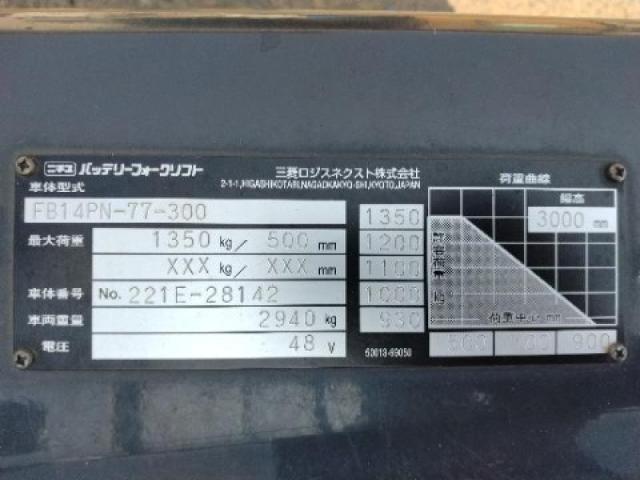 ニチユ バッテリーフォークリフト
三菱ロジスネクスト株式会社
2-1-1, HIGASHIKOTARI, NAGAOKAKYO-SHI, KYOTO, JAPAN
車体型式
FB14PN-77-300
最大荷重 1350 kg/ 500 mm
XXX kg/ XXX mm
車体番号 No. 221E-28142
車両重量 2940 kg
電圧 48 V
50013-69050
荷重曲線
揚高
3000 mm
1350
1200
1100
1000
930
kg
mm
500
900